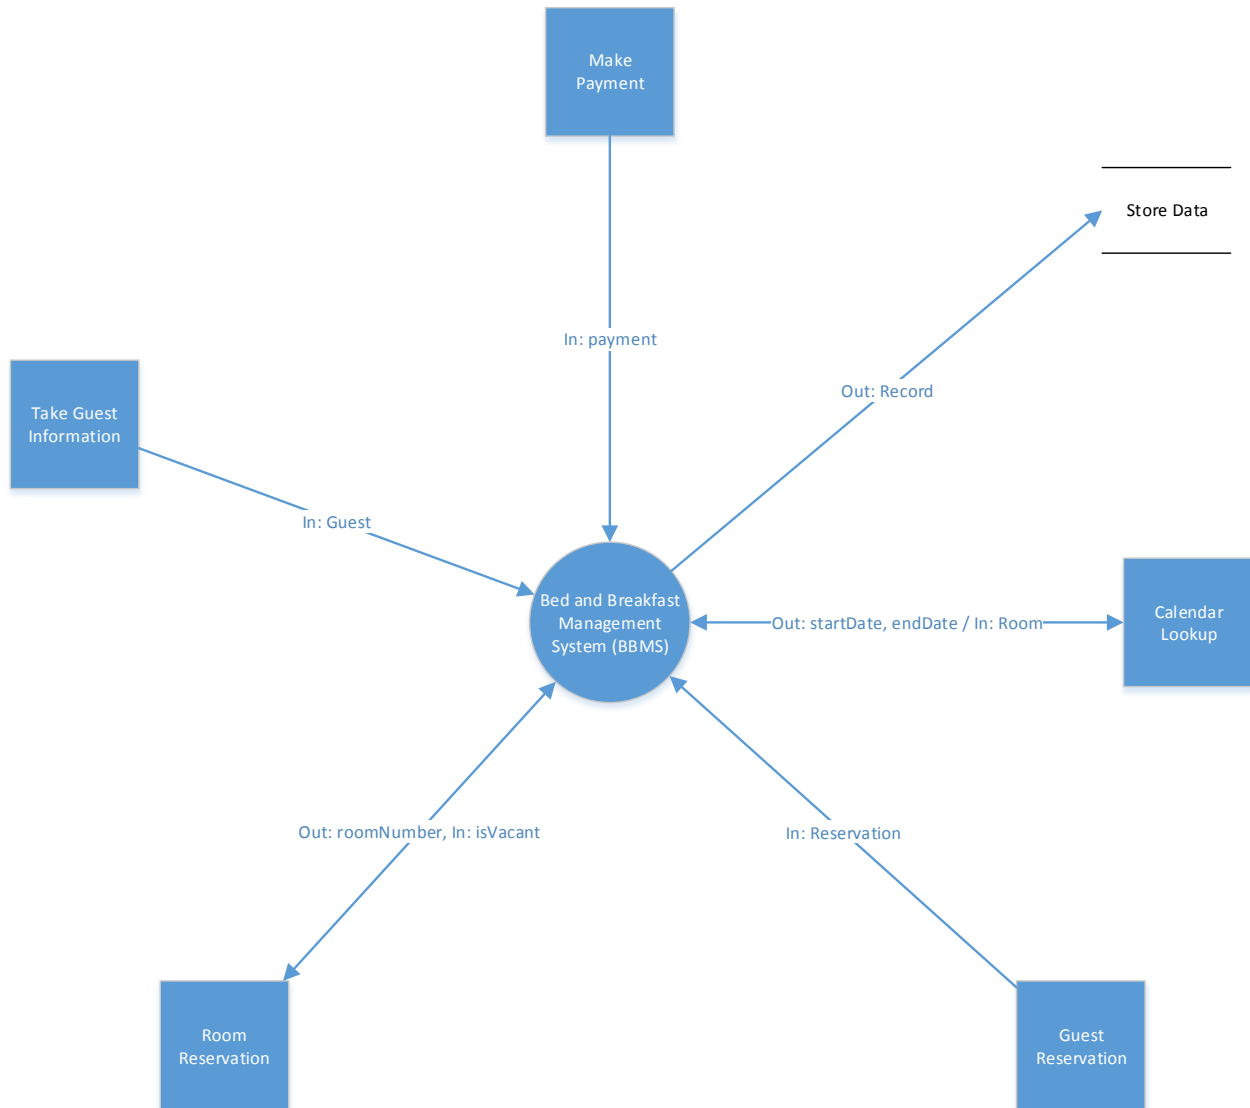 Make
Payment
Store Data
In: payment
Out: Record
Take Guest
Information
In: Guest
Bed and Breakfast
Management
System (BBMS)
Out: startDate, endDate / In: Room
Calendar
Lookup
Out: roomNumber, In: isVacant
In: Reservation
Room
Reservation
Guest
Reservation